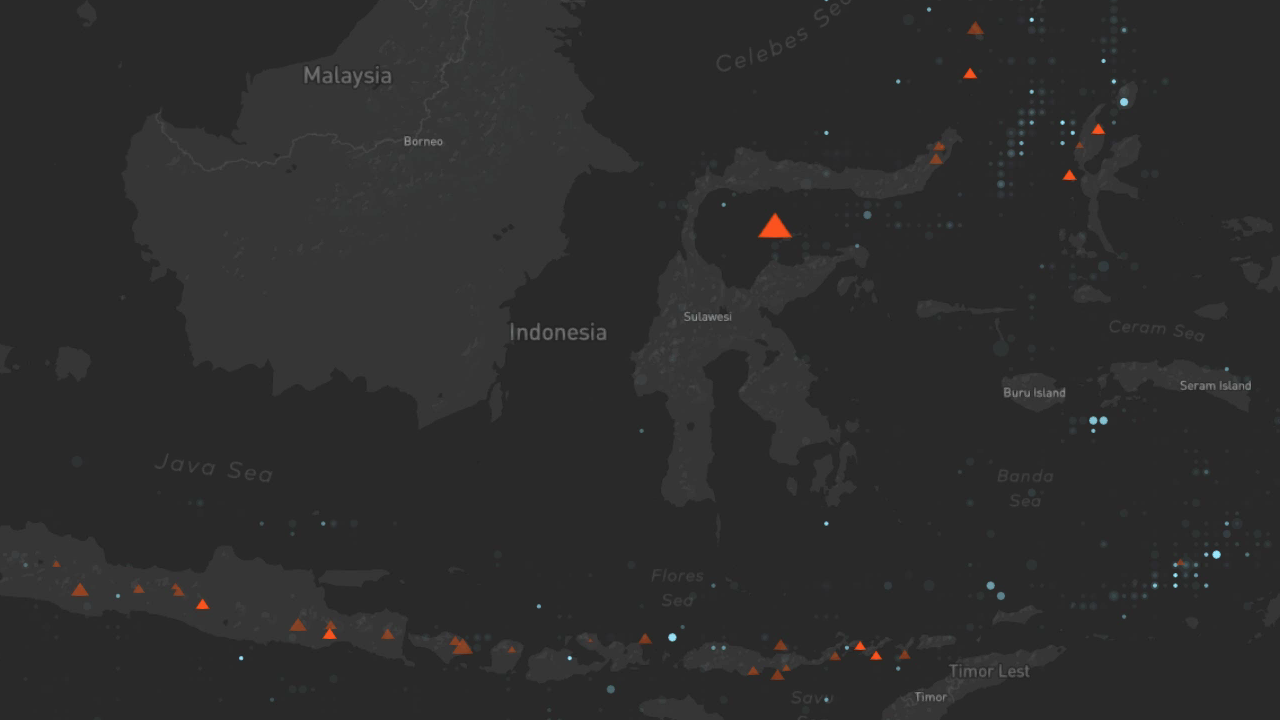 Celebes Sea
Malaysia
Borneo
Sulawesi
Indonesia
Ceram Sea
Buru Island
Seram Island
Java Sea
Banda
Sea
Flores
Sea
Timor Lest
Timor
Savu